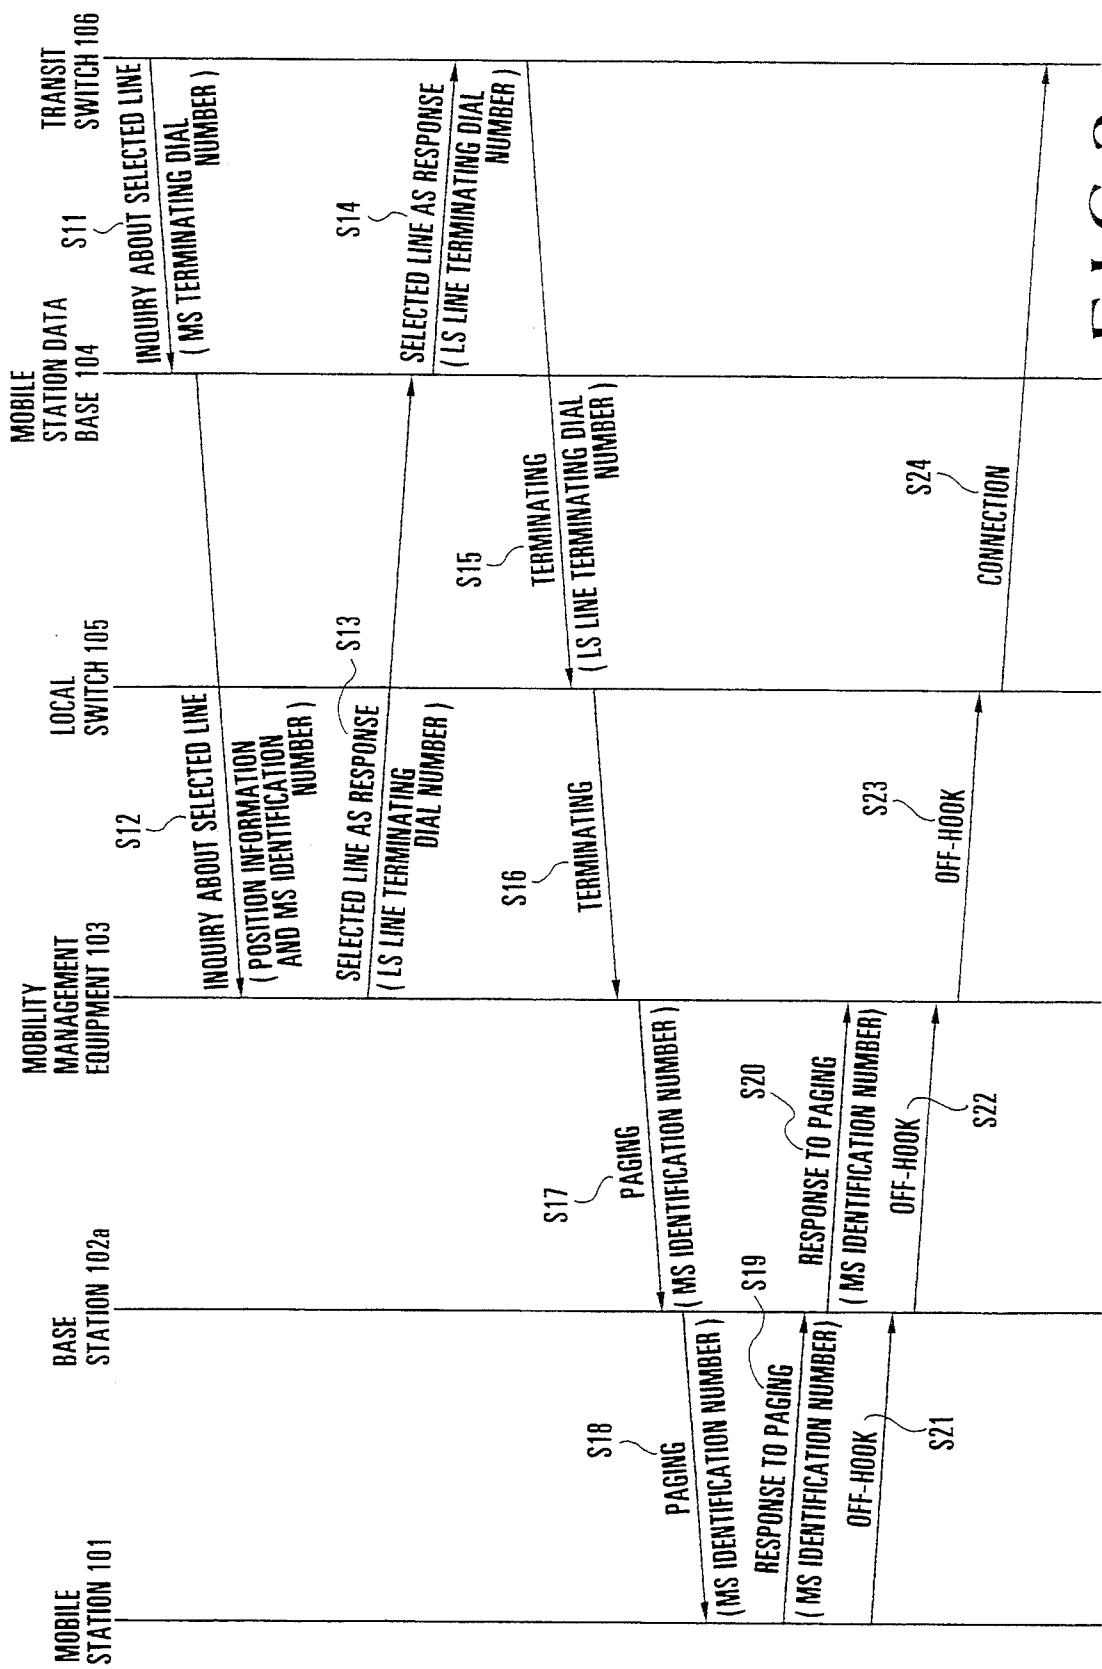 MOBILE
STATION 101
BASE
STATION 102a
MOBILITY
MANAGEMENT
EQUIPMENT 103
LOCAL
SWITCH 105
MOBILE
STATION DATA
BASE 104
TRANSIT
SWITCH 106
S11
INQUIRY ABOUT SELECTED LINE
( MS TERMINATING DIAL
NUMBER )
S12
INQUIRY ABOUT SELECTED LINE
( POSITION INFORMATION
AND MS IDENTIFICATION
NUMBER )
S13
SELECTED LINE AS RESPONSE
( LS LINE TERMINATING
DIAL NUMBER )
S14
SELECTED LINE AS RESPONSE
( LS LINE TERMINATING DIAL
NUMBER )
S15
TERMINATING
( LS LINE TERMINATING DIAL
NUMBER )
S16
TERMINATING
S17
PAGING
( MS IDENTIFICATION NUMBER )
S18
PAGING
( MS IDENTIFICATION NUMBER )
S19
RESPONSE TO PAGING
( MS IDENTIFICATION NUMBER )
S20
RESPONSE TO PAGING
( MS IDENTIFICATION NUMBER)
OFF-HOOK
S21
OFF-HOOK
S22
S23
OFF-HOOK
S24
CONNECTION